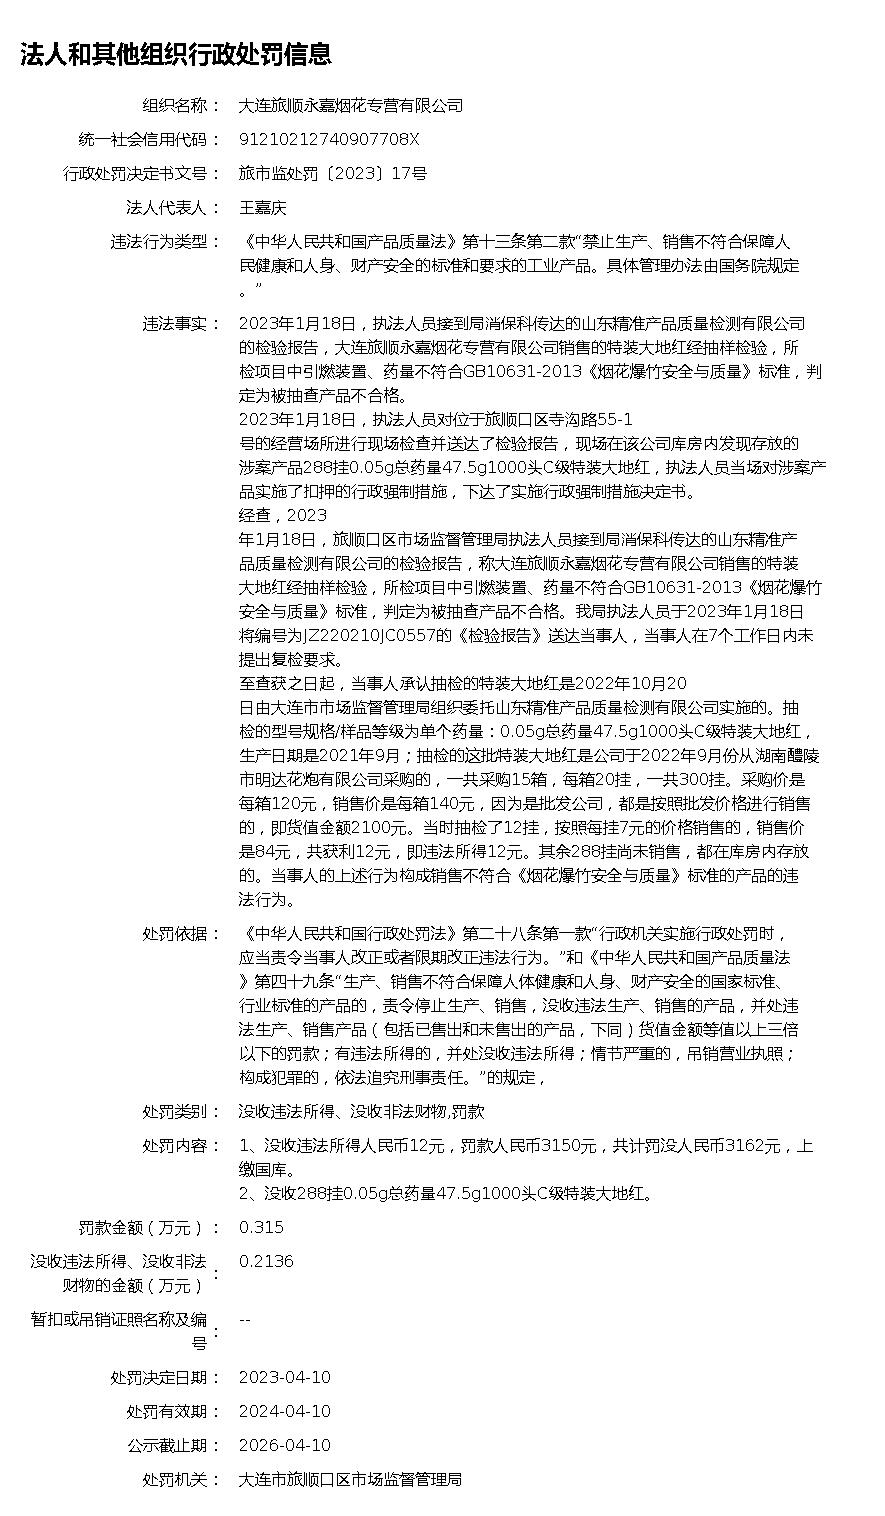 法人和其他组织行政处罚信息
组织名称： 大连旅顺永嘉烟花专营有限公司
统一社会信用代码： 91210212740907708X
行政处罚决定书文号： 旅市监处罚〔2023〕17号
法人代表人： 王嘉庆
违法行为类型： 《中华人民共和国产品质量法》第十三条第二款“禁止生产、销售不符合保障人
民健康和人身、财产安全的标准和要求的工业产品。具体管理办法由国务院规定
。”
违法事实： 2023年1月18日，执法人员接到局消保科传达的山东精准产品质量检测有限公司
的检验报告，大连旅顺永嘉烟花专营有限公司销售的特装大地红经抽样检验，所
检项目中引燃装置、药量不符合GB10631-2013《烟花爆竹安全与质量》标准，判
定为被抽查产品不合格。
2023年1月18日，执法人员对位于旅顺口区寺沟路55-1
号的经营场所进行现场检查并送达了检验报告，现场在该公司库房内发现存放的
涉案产品288挂0.05g总药量47.5g1000头C级特装大地红，执法人员当场对涉案产
品实施了扣押的行政强制措施，下达了实施行政强制措施决定书。
经查，2023
年1月18日，旅顺口区市场监督管理局执法人员接到局消保科传达的山东精准产
品质量检测有限公司的检验报告，称大连旅顺永嘉烟花专营有限公司销售的特装
大地红经抽样检验，所检项目中引燃装置、药量不符合GB10631-2013《烟花爆竹
安全与质量》标准，判定为被抽查产品不合格。我局执法人员于2023年1月18日
将编号为JZ220210JC0557的《检验报告》送达当事人，当事人在7个工作日内未
提出复检要求。
至查获之日起，当事人承认抽检的特装大地红是2022年10月20
日由大连市市场监督管理局组织委托山东精准产品质量检测有限公司实施的。抽
检的型号规格/样品等级为单个药量：0.05g总药量47.5g1000头C级特装大地红，
生产日期是2021年9月；抽检的这批特装大地红是公司于2022年9月份从湖南醴陵
市明达花炮有限公司采购的，一共采购15箱，每箱20挂，一共300挂。采购价是
每箱120元，销售价是每箱140元，因为是批发公司，都是按照批发价格进行销售
的，即货值金额2100元。当时抽检了12挂，按照每挂7元的价格销售的，销售价
是84元，共获利12元，即违法所得12元。其余288挂尚未销售，都在库房内存放
的。当事人的上述行为构成销售不符合《烟花爆竹安全与质量》标准的产品的违
法行为。
处罚依据： 《中华人民共和国行政处罚法》第二十八条第一款“行政机关实施行政处罚时，
应当责令当事人改正或者限期改正违法行为。”和《中华人民共和国产品质量法
》第四十九条“生产、销售不符合保障人体健康和人身、财产安全的国家标准、
行业标准的产品的，责令停止生产、销售，没收违法生产、销售的产品，并处违
法生产、销售产品（包括已售出和未售出的产品，下同）货值金额等值以上三倍
以下的罚款；有违法所得的，并处没收违法所得；情节严重的，吊销营业执照；
构成犯罪的，依法追究刑事责任。”的规定，
处罚类别： 没收违法所得、没收非法财物,罚款
处罚内容： 1、没收违法所得人民币12元，罚款人民币3150元，共计罚没人民币3162元，上
缴国库。
2、没收288挂0.05g总药量47.5g1000头C级特装大地红。
罚款金额（万元）： 0.315
没收违法所得、没收非法
财物的金额（万元）： 0.2136
暂扣或吊销证照名称及编
号： --
处罚决定日期： 2023-04-10
处罚有效期： 2024-04-10
公示截止期： 2026-04-10
处罚机关： 大连市旅顺口区市场监督管理局